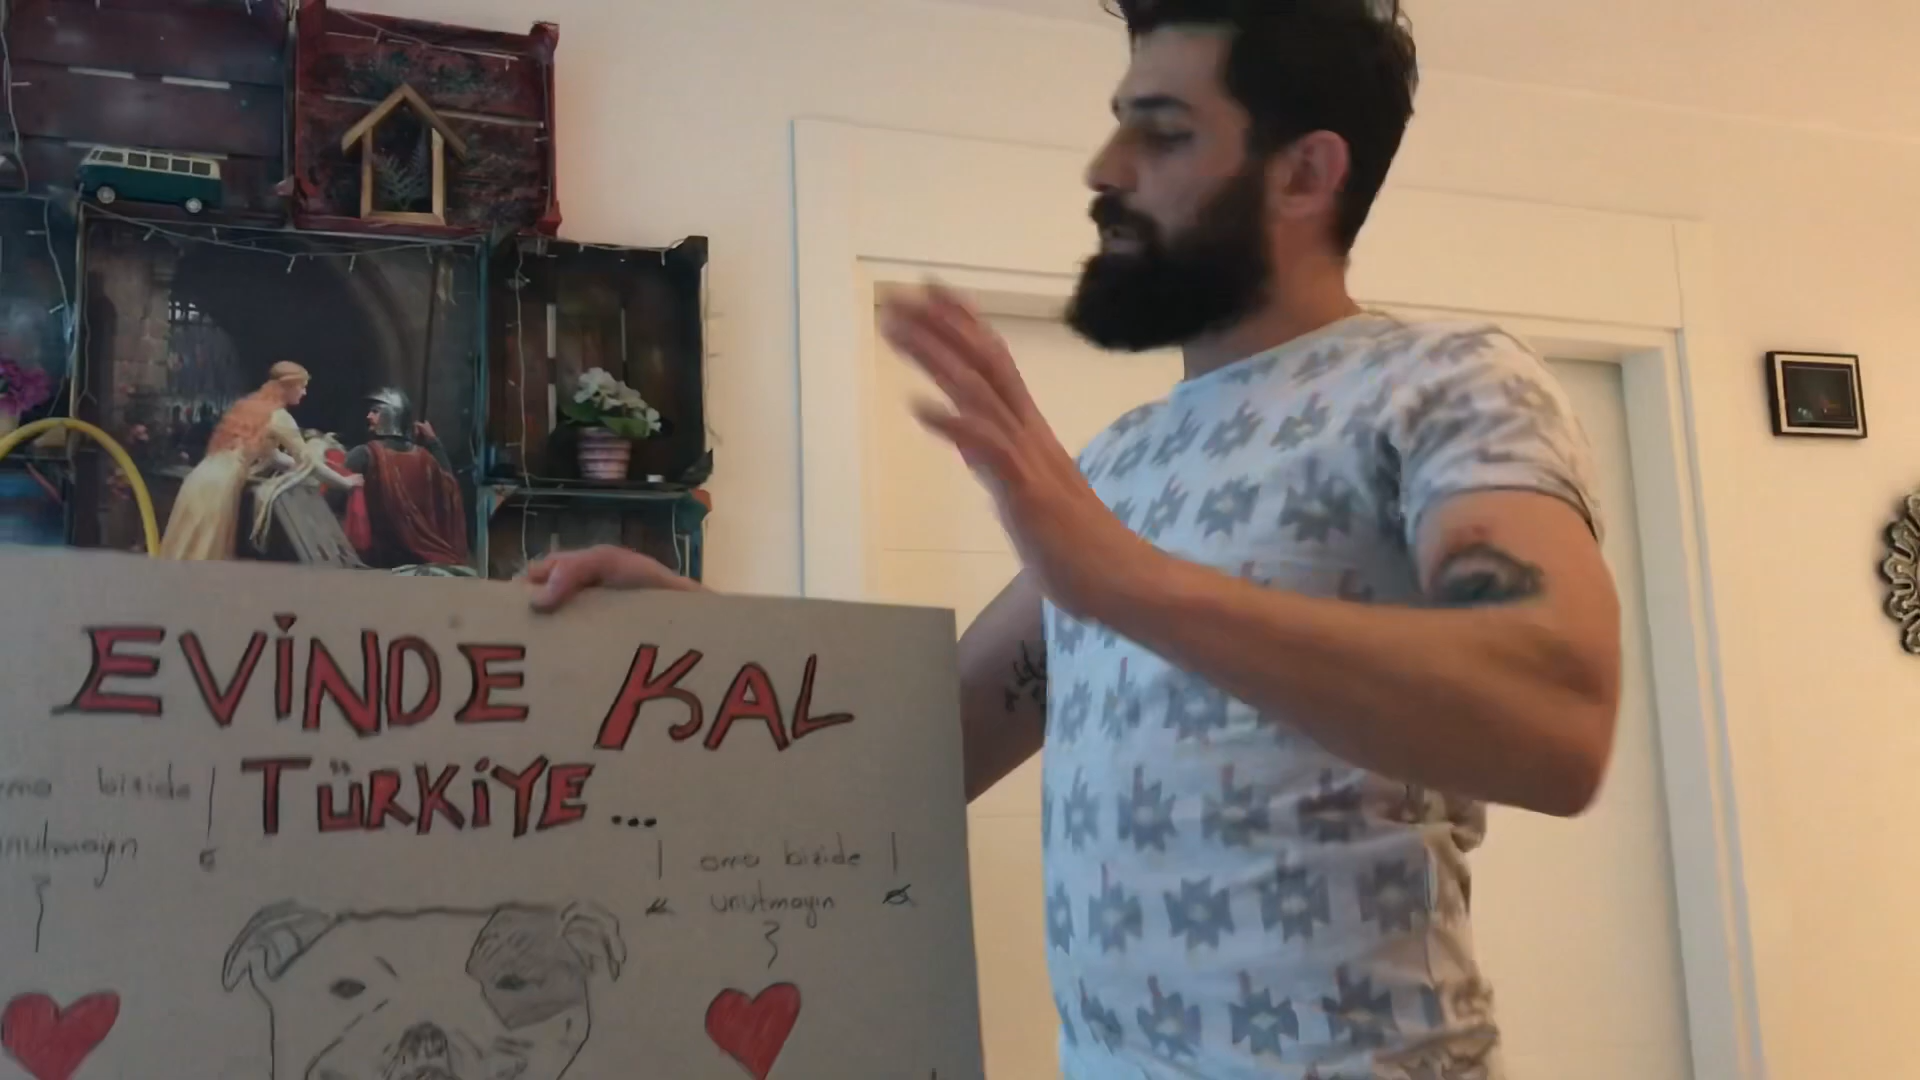 EVİNDE KAL
TÜRKİYE...
bizide
unutmayın
ama bizide
unutmayın